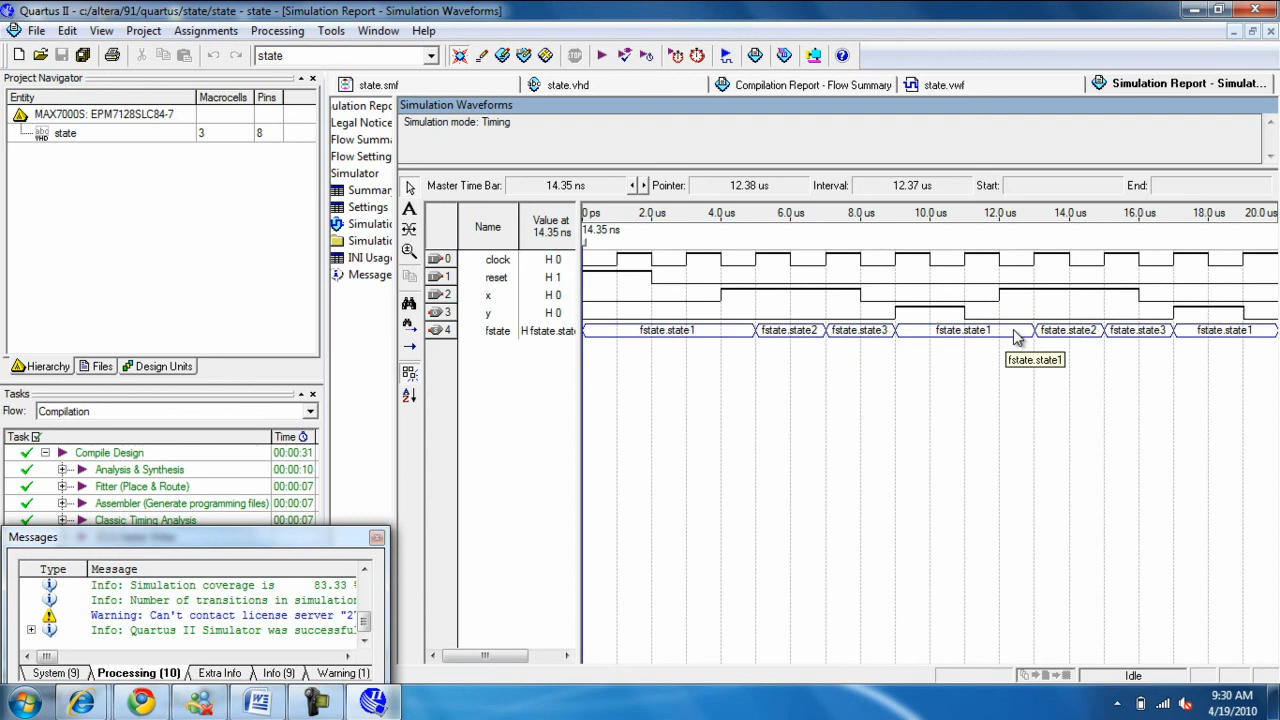 Quartus II - c:/altera/91/quartus/state/state - state - [Simulation Report - Simulation Waveforms]
File Edit View Project Assignments Processing Tools Window Help
state
Project Navigator
Entity Macrocells Pins
MAX7000S: EPM7128SLC84-7
state 3 8
Hierarchy Files Design Units
Tasks
Flow: Compilation
Task Time
Compile Design 00:00:31
Analysis & Synthesis 00:00:10
Fitter (Place & Route) 00:00:07
Assembler (Generate programming files) 00:00:07
Classic Timing Analysis 00:00:07
Messages
Type Message
Info: Simulation coverage is 83.33
Info: Number of transitions in simulation
Warning: Can't contact license server "2
Info: Quartus II Simulator was successfu
System (9) Processing (10) Extra Info Info (9) Warning (1)
state.smf state.vhd Compilation Report - Flow Summary state.vwf Simulation Report - Simulat...
ulation Repo
Legal Notice
Flow Summa
Flow Setting
Simulator
Summar
Settings
Simulatio
Simulatio
INI Usag
Message
Simulation Waveforms
Simulation mode: Timing
Master Time Bar: 14.35 ns Pointer: 12.38 us Interval: 12.37 us Start: End:
Name Value at 14.35 ns
0 ps 2.0 us 4.0 us 6.0 us 8.0 us 10.0 us 12.0 us 14.0 us 16.0 us 18.0 us 20.0 us
14.35 ns
0 clock H 0
1 reset H 1
2 x H 0
3 y H 0
4 fstate H fstate.state fstate.state1 fstate.state2 fstate.state3 fstate.state1 fstate.state2 fstate.state3 fstate.state1
fstate.state1
Idle
9:30 AM
4/19/2010